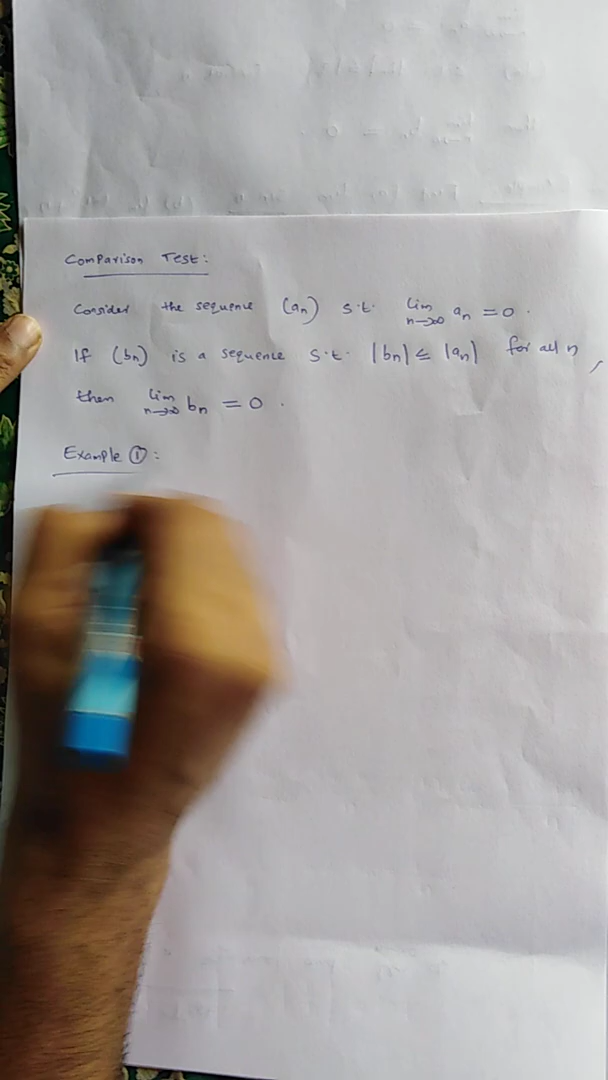 Comparison Test:
Consider the sequence (an) s.t. lim n→∞ an = 0.
If (bn) is a sequence s.t. |bn| ≤ |an| for all n,
then lim n→∞ bn = 0.
Example ①: